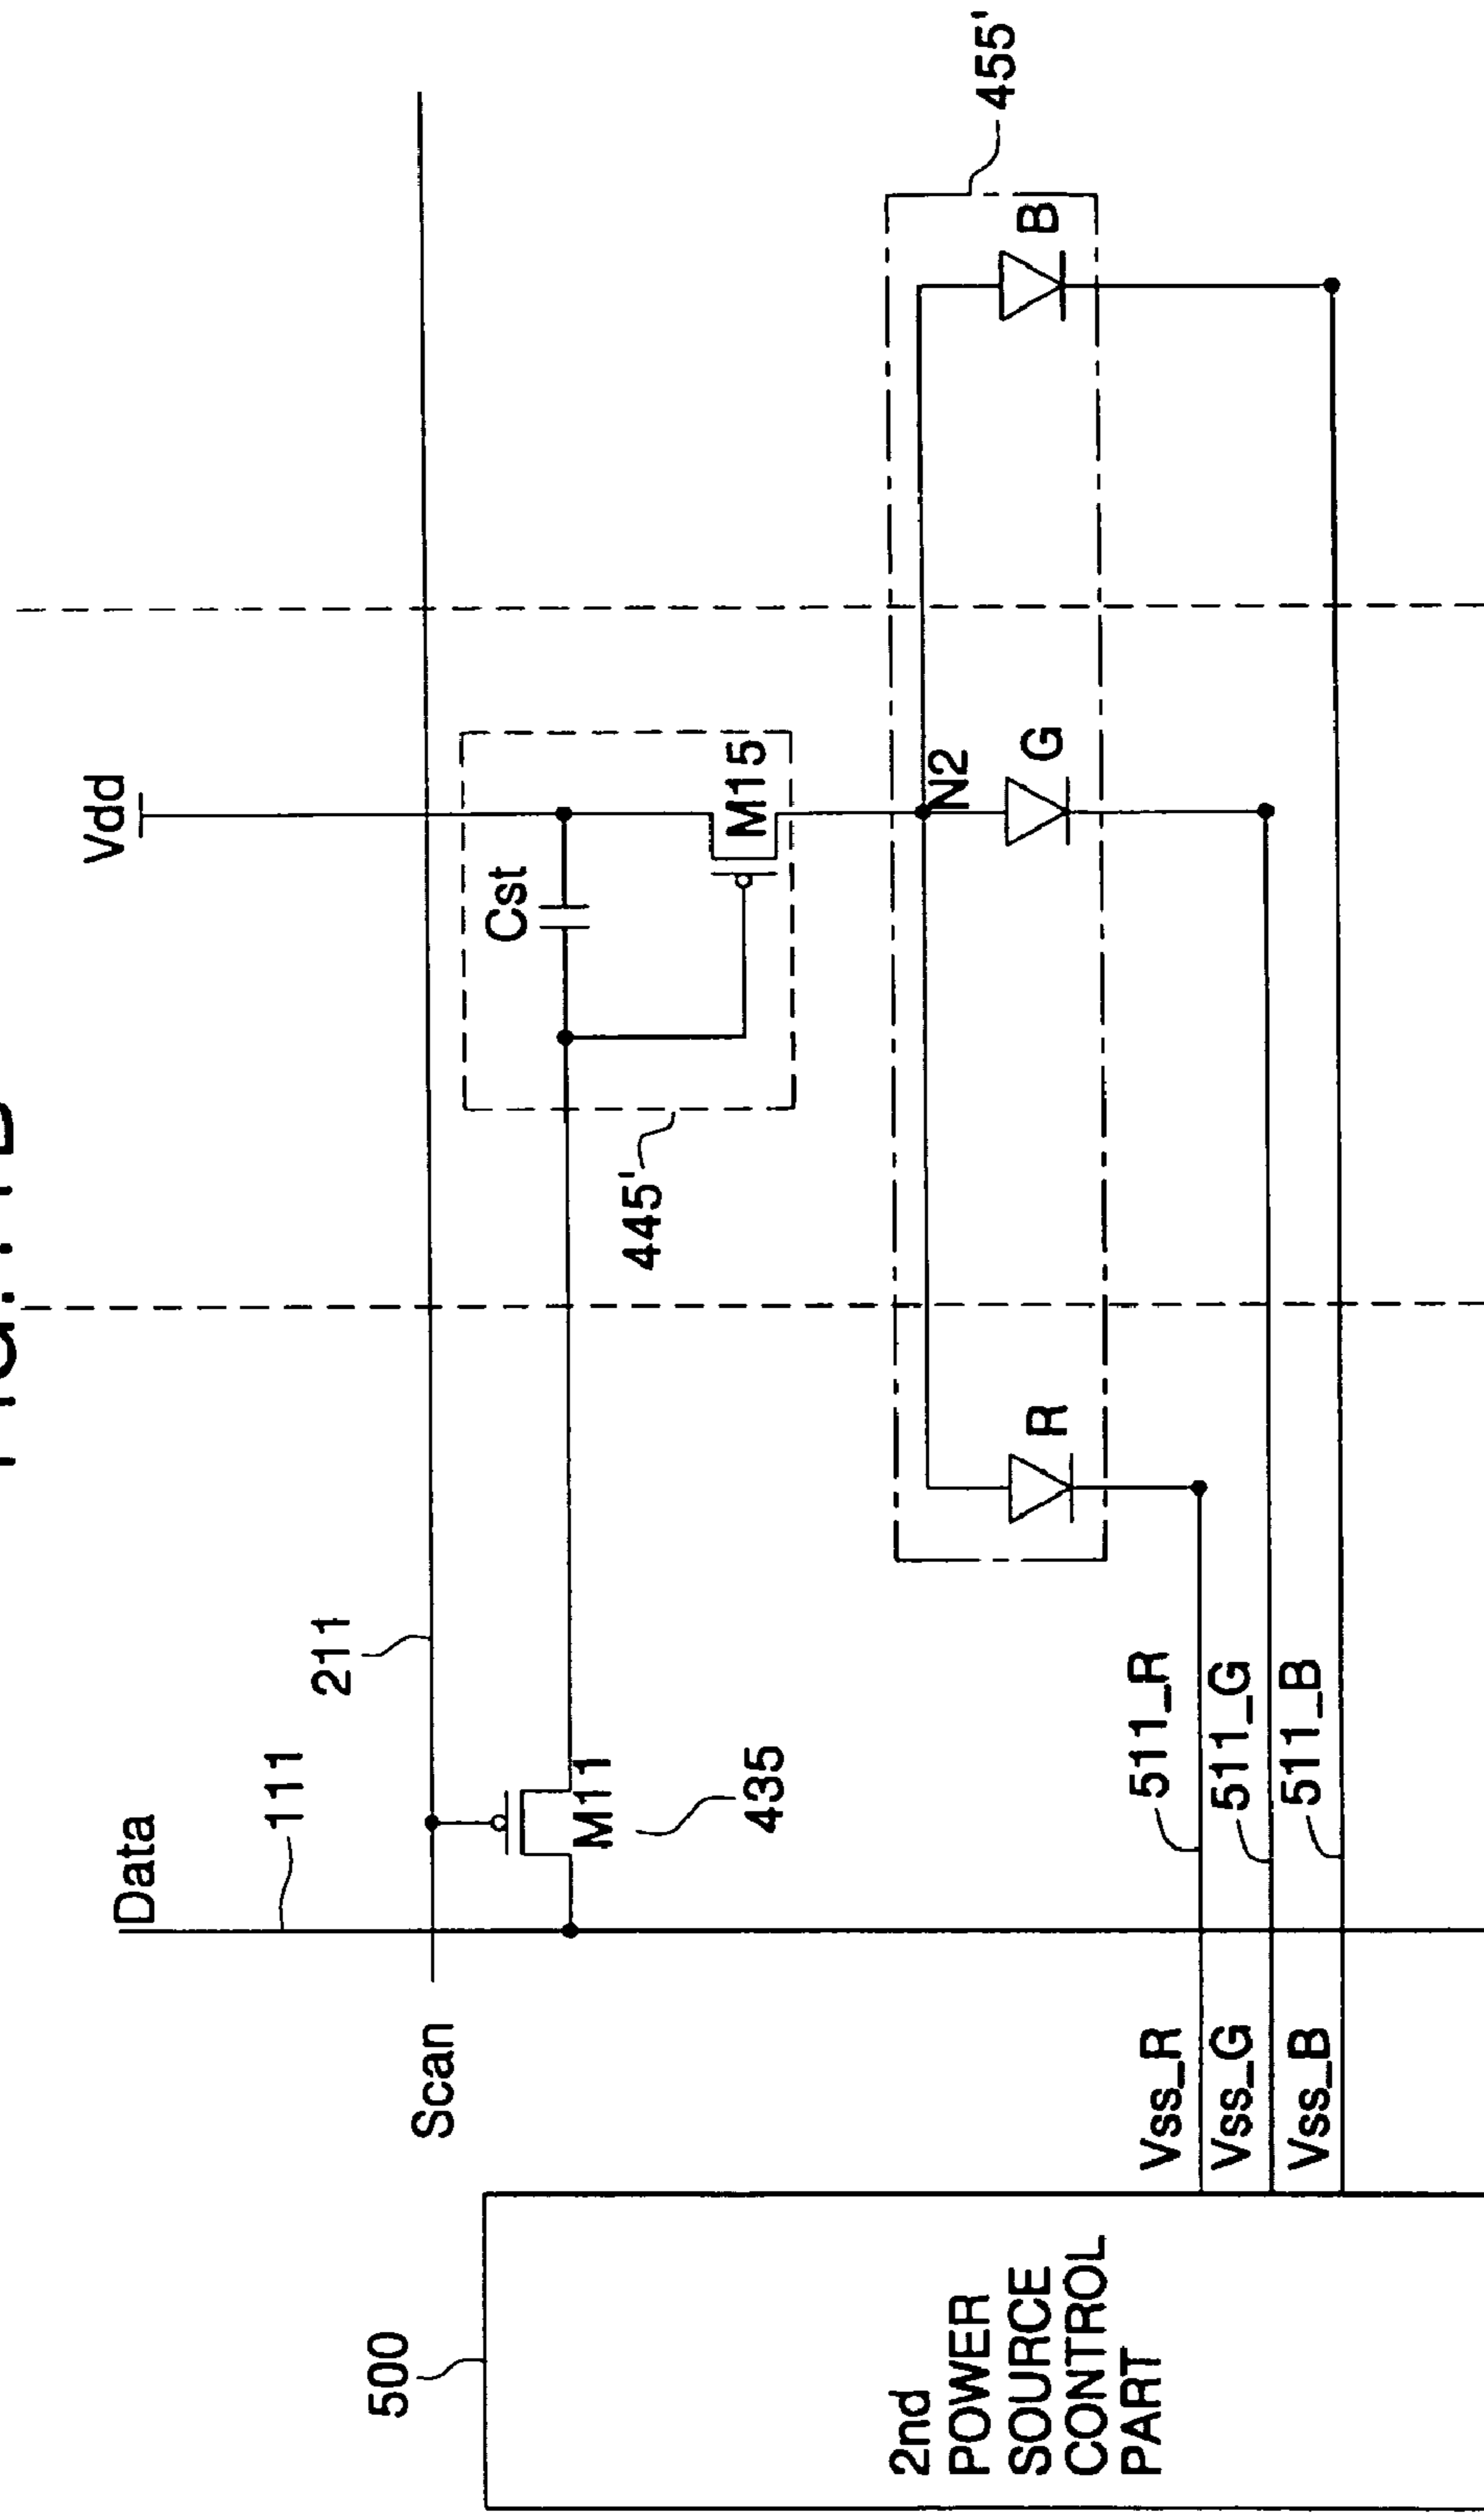 Data
111
Vdd
211
Scan
Cst
M15
M11
445'
435
N2
455'
R
G
B
511_R
511_G
511_B
Vss_R
Vss_G
Vss_B
500
2nd
POWER
SOURCE
CONTROL
PART